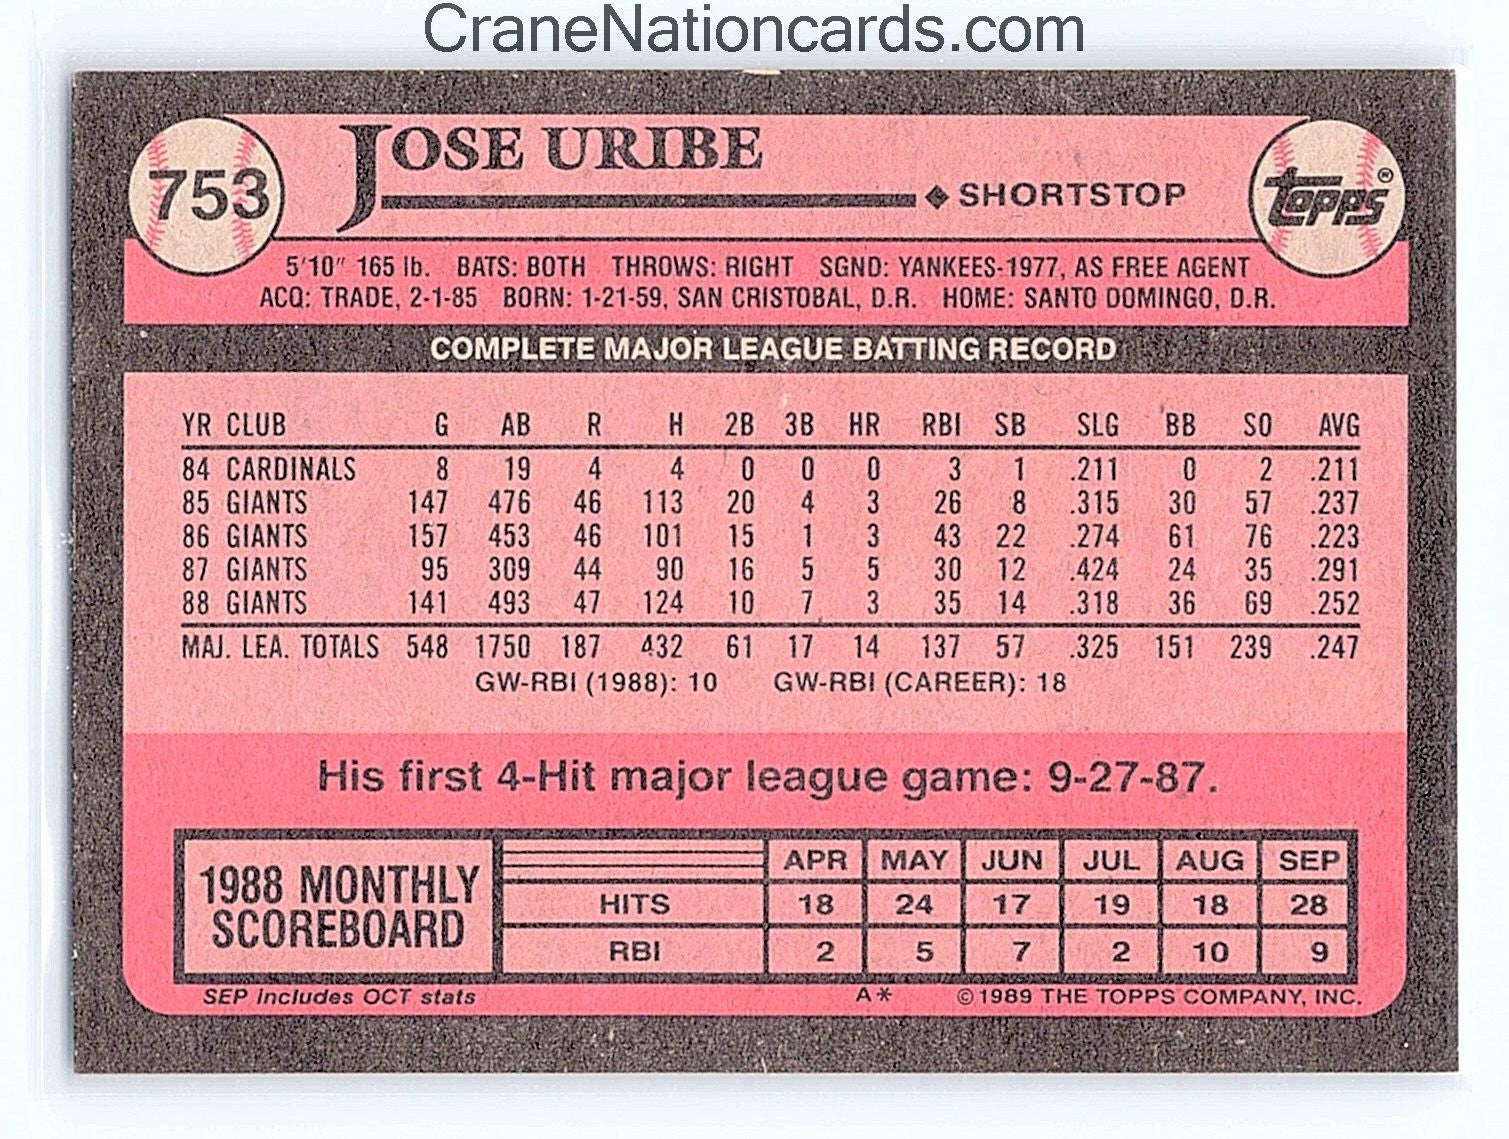 CraneNationcards.com
753
JOSE URIBE
◆ SHORTSTOP
TOPPS®
5'10" 165 lb. BATS: BOTH THROWS: RIGHT SGND: YANKEES-1977, AS FREE AGENT
ACQ: TRADE, 2-1-85 BORN: 1-21-59, SAN CRISTOBAL, D.R. HOME: SANTO DOMINGO, D.R.
COMPLETE MAJOR LEAGUE BATTING RECORD
YR CLUB G AB R H 2B 3B HR RBI SB SLG BB SO AVG
84 CARDINALS 8 19 4 4 0 0 0 3 1 .211 0 2 .211
85 GIANTS 147 476 46 113 20 4 3 26 8 .315 30 57 .237
86 GIANTS 157 453 46 101 15 1 3 43 22 .274 61 76 .223
87 GIANTS 95 309 44 90 16 5 5 30 12 .424 24 35 .291
88 GIANTS 141 493 47 124 10 7 3 35 14 .318 36 69 .252
MAJ. LEA. TOTALS 548 1750 187 432 61 17 14 137 57 .325 151 239 .247
GW-RBI (1988): 10 GW-RBI (CAREER): 18
His first 4-Hit major league game: 9-27-87.
1988 MONTHLY
SCOREBOARD
APR MAY JUN JUL AUG SEP
HITS 18 24 17 19 18 28
RBI 2 5 7 2 10 9
SEP includes OCT stats
A*
©1989 THE TOPPS COMPANY, INC.